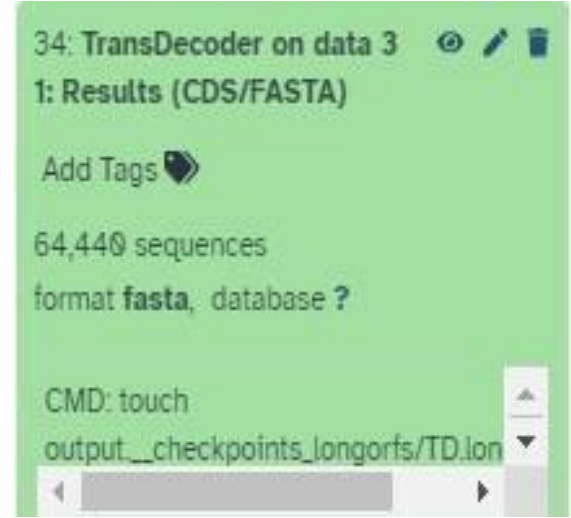 34: TransDecoder on data 3
1: Results (CDS/FASTA)
Add Tags
64,440 sequences
format fasta, database ?
CMD: touch
output.__checkpoints_longorfs/TD.lon